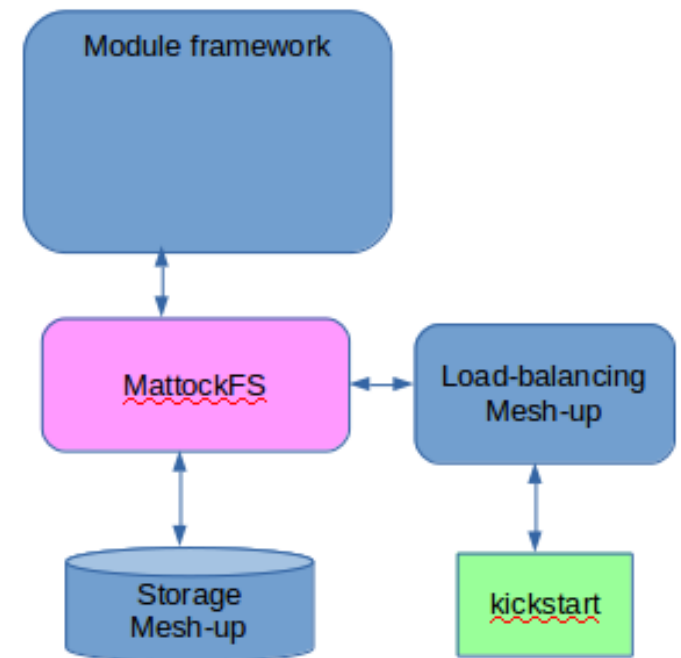 Module framework
MattockFS
Load-balancing
Mesh-up
Storage
Mesh-up
kickstart